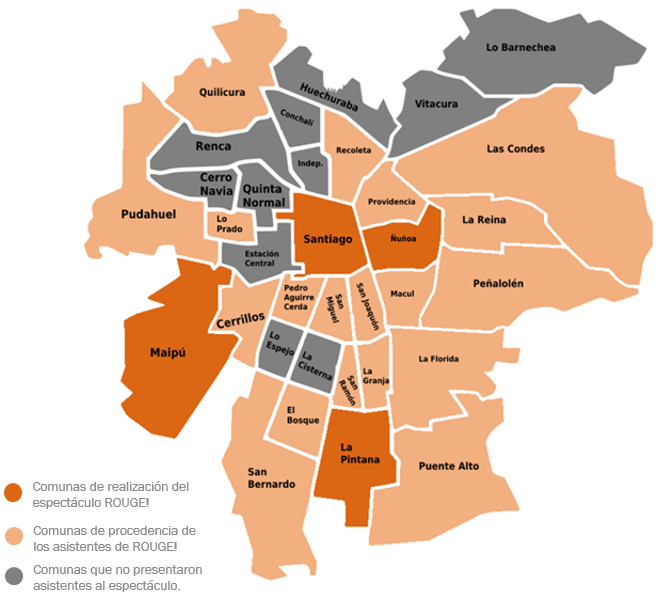 Lo Barnechea
Quilicura
Huechuraba
Vitacura
Conchalí
Renca
Recoleta
Las Condes
Indep.
Cerro
Navia
Quinta
Normal
Providencia
Pudahuel
Lo
Prado
La Reina
Santiago
Ñuñoa
Estación
Central
Peñalolén
Pedro
Aguirre
Cerda
San
Miguel
San Joaquón
Macul
Cerrillos
Maipú
Lo
Espejo
La
Cisterna
La Florida
San
Ramón
La
Granja
El
Bosque
La
Pintana
San
Bernardo
Puente Alto
Comunas de realización del
espectáculo ROUGE!
Comunas de procedencia de
los asistentes de ROUGE!
Comunas que no presentaron
asistentes al espectáculo.